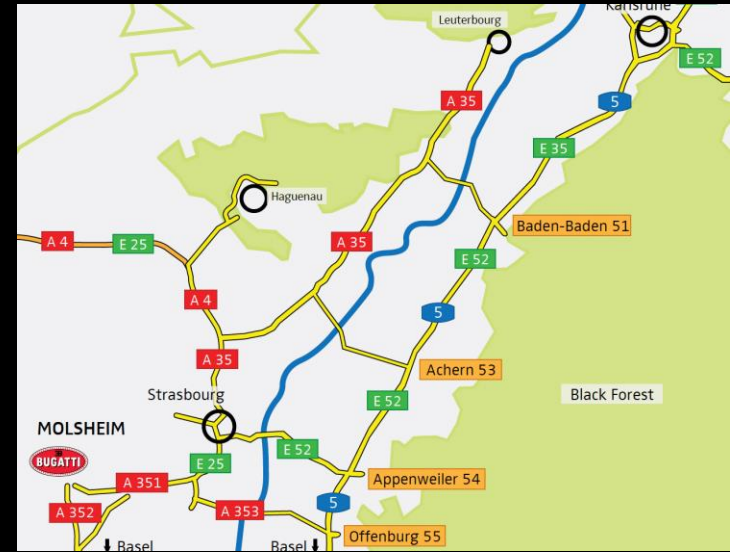 Karlsruhe
Leuterbourg
E 52
A 35
5
E 35
Haguenau
Baden-Baden 51
A 4
E 25
A 35
E 52
A 4
5
A 35
Achern 53
Strasbourg
E 52
Black Forest
MOLSHEIM
BUGATTI
E 25
E 52
A 351
Appenweiler 54
A 352
A 353
5
Offenburg 55
Basel
Basel